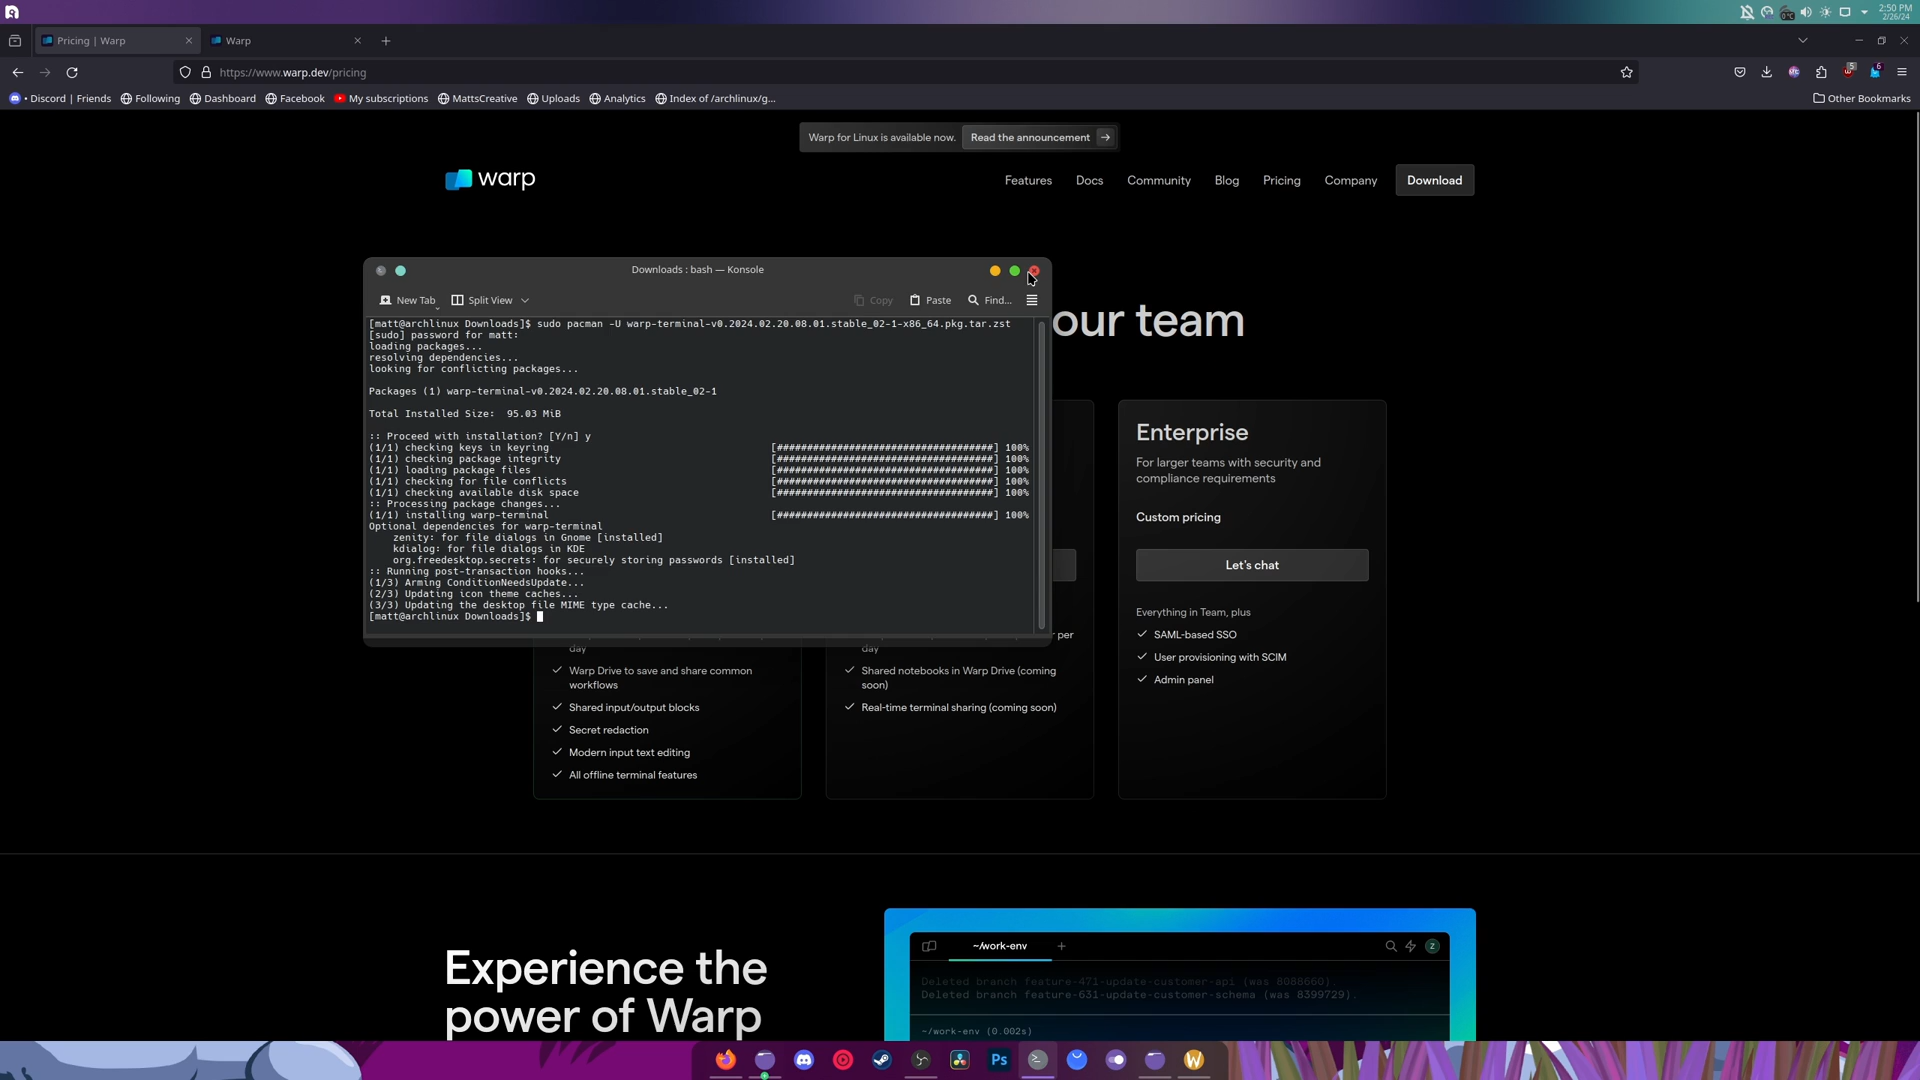 2:50 PM
2/26/24
Pricing | Warp
Warp
https://www.warp.dev/pricing
5
6
• Discord | Friends
Following
Dashboard
Facebook
My subscriptions
MattsCreative
Uploads
Analytics
Index of /archlinux/g...
Other Bookmarks
Warp for Linux is available now.
Read the announcement
warp
Features
Docs
Community
Blog
Pricing
Company
Download
our team
Downloads : bash — Konsole
New Tab
Split View
Copy
Paste
Find...
[matt@archlinux Downloads]$ sudo pacman -U warp-terminal-v0.2024.02.20.08.01.stable_02-1-x86_64.pkg.tar.zst
[sudo] password for matt:
loading packages...
resolving dependencies...
looking for conflicting packages...
Packages (1) warp-terminal-v0.2024.02.20.08.01.stable_02-1
Total Installed Size:  95.03 MiB
:: Proceed with installation? [Y/n] y
(1/1) checking keys in keyring [####################################] 100%
(1/1) checking package integrity [####################################] 100%
(1/1) loading package files [####################################] 100%
(1/1) checking for file conflicts [####################################] 100%
(1/1) checking available disk space [####################################] 100%
:: Processing package changes...
(1/1) installing warp-terminal [####################################] 100%
Optional dependencies for warp-terminal
zenity: for file dialogs in Gnome [installed]
kdialog: for file dialogs in KDE
org.freedesktop.secrets: for securely storing passwords [installed]
:: Running post-transaction hooks...
(1/3) Arming ConditionNeedsUpdate...
(2/3) Updating icon theme caches...
(3/3) Updating the desktop file MIME type cache...
[matt@archlinux Downloads]$
day
Warp Drive to save and share common
workflows
Shared input/output blocks
Secret redaction
Modern input text editing
All offline terminal features
per
day
Shared notebooks in Warp Drive (coming
soon)
Real-time terminal sharing (coming soon)
Enterprise
For larger teams with security and
compliance requirements
Custom pricing
Let's chat
Everything in Team, plus
SAML-based SSO
User provisioning with SCIM
Admin panel
Experience the
power of Warp
~/work-env
Z
Deleted branch feature-471-update-customer-api (was 8088660).
Deleted branch feature-631-update-customer-schema (was 8399729).
~/work-env (0.002s)
Ps
W